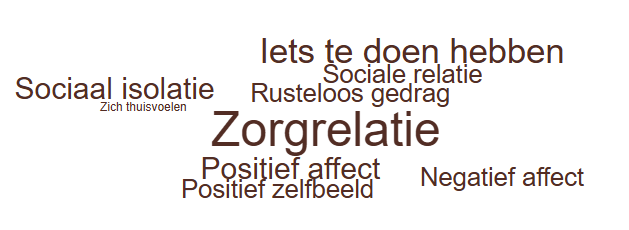 Iets te doen hebben
Sociale relatie
Sociaal isolatie
Rusteloos gedrag
Zich thuisvoelen
Zorgrelatie
Positief affect
Negatief affect
Positief zelfbeeld